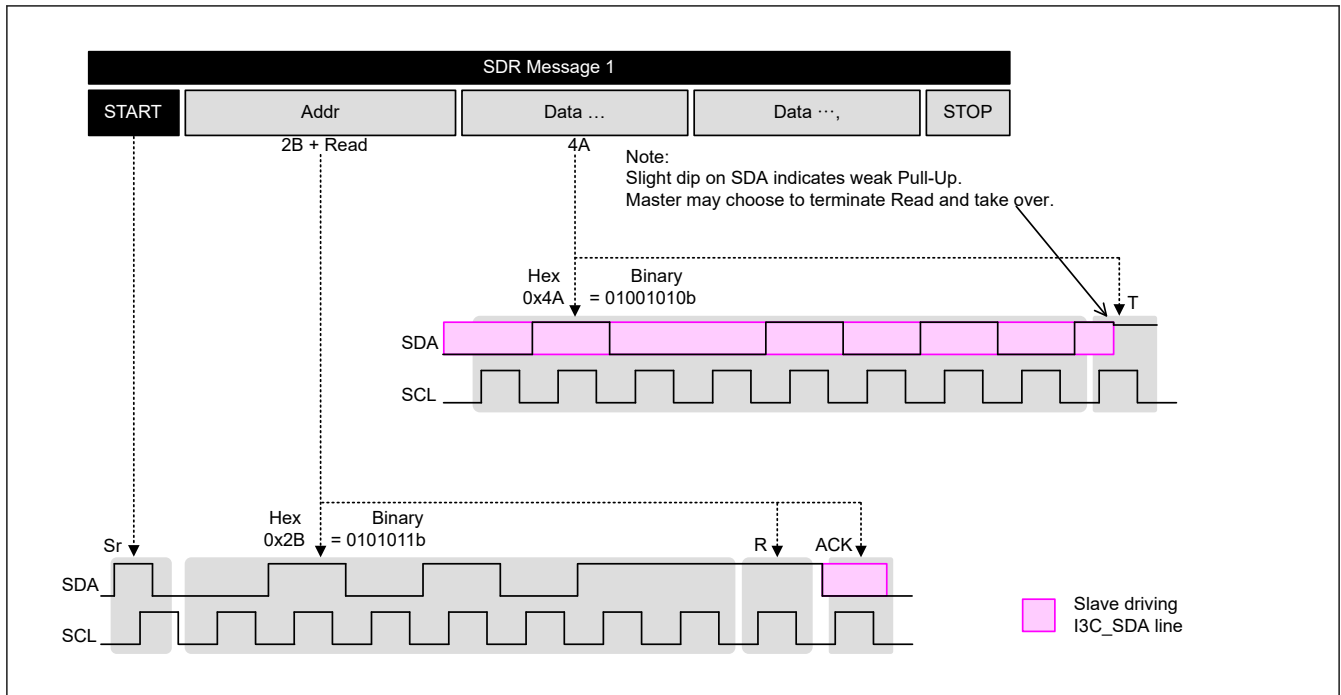 SDR Message 1
START Addr Data … Data ···, STOP
2B + Read 4A
Note:
Slight dip on SDA indicates weak Pull-Up.
Master may choose to terminate Read and take over.
Hex Binary
0x4A = 01001010b
T
SDA
SCL
Hex Binary
0x2B = 0101011b
Sr R ACK
SDA
SCL
Slave driving
I3C_SDA line